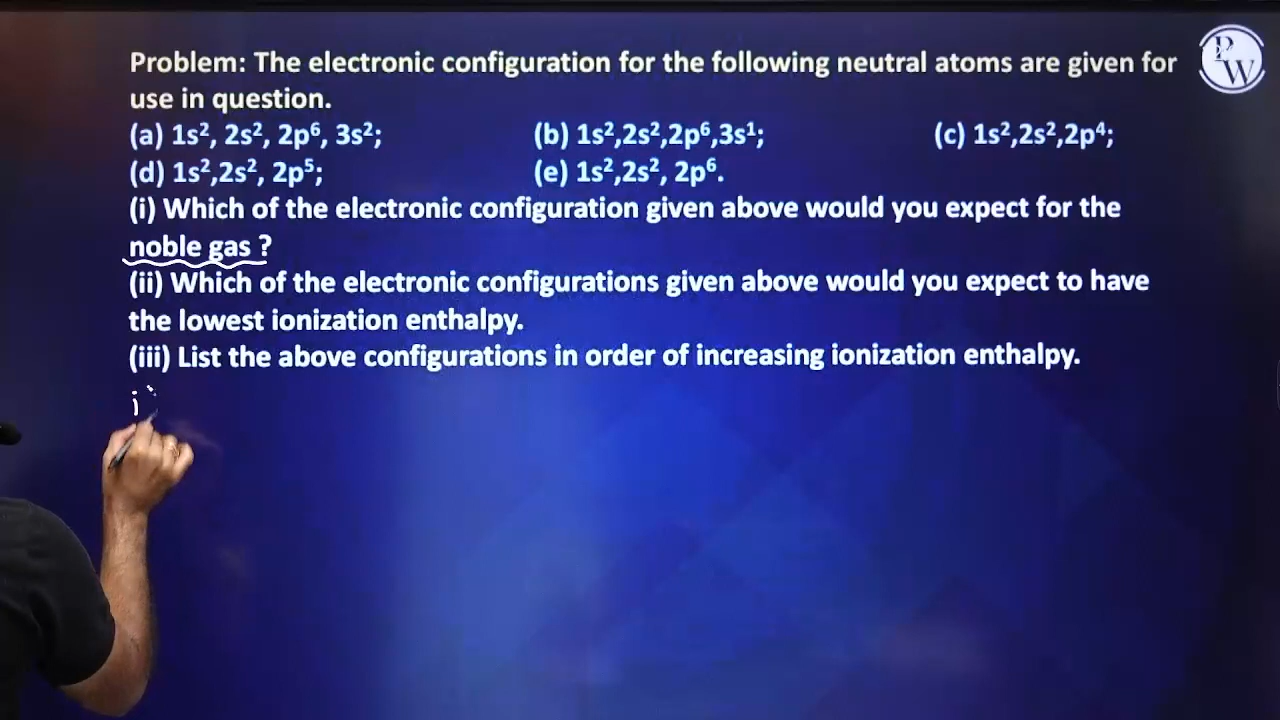 Problem: The electronic configuration for the following neutral atoms are given for
use in question.
(a) 1s², 2s², 2p⁶, 3s²; (b) 1s²,2s²,2p⁶,3s¹; (c) 1s²,2s²,2p⁴;
(d) 1s²,2s², 2p⁵; (e) 1s²,2s², 2p⁶.
(i) Which of the electronic configuration given above would you expect for the
noble gas ?
(ii) Which of the electronic configurations given above would you expect to have
the lowest ionization enthalpy.
(iii) List the above configurations in order of increasing ionization enthalpy.
i
PW